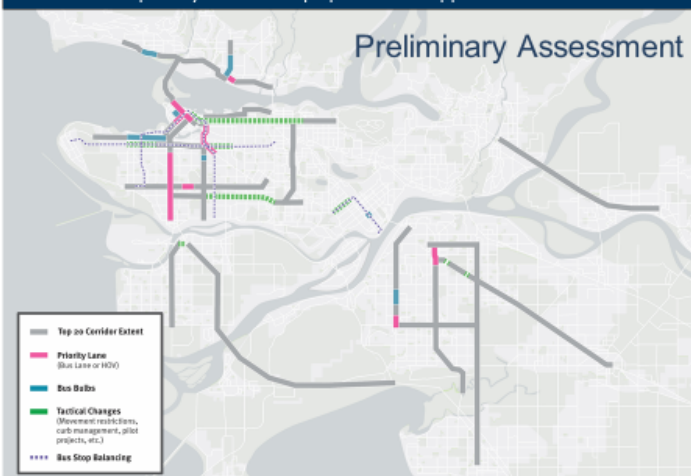 Preliminary Assessment
Top 20 Corridor Extent
Priority Lane
(Bus Lane or HOV)
Bus Bulbs
Tactical Changes
(Movement restrictions,
curb management, pilot
projects, etc.)
Bus Stop Balancing